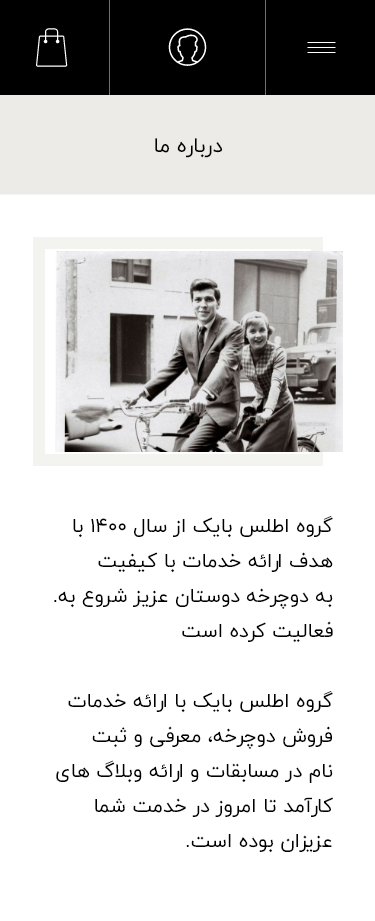 درباره ما
گروه اطلس بایک از سال ۱۴۰۰ با
هدف ارائه خدمات با کیفیت
به دوچرخه دوستان عزیز شروع به.
فعالیت کرده است
گروه اطلس بایک با ارائه خدمات
فروش دوچرخه، معرفی و ثبت
نام در مسابقات و ارائه وبلاگ های
کارآمد تا امروز در خدمت شما
عزیزان بوده است.